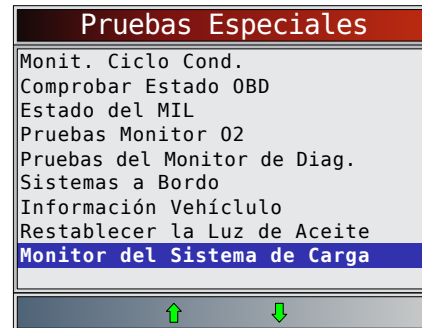 Pruebas Especiales
Monit. Ciclo Cond.
Comprobar Estado OBD
Estado del MIL
Pruebas Monitor O2
Pruebas del Monitor de Diag.
Sistemas a Bordo
Información Vehíclulo
Restablecer la Luz de Aceite
Monitor del Sistema de Carga